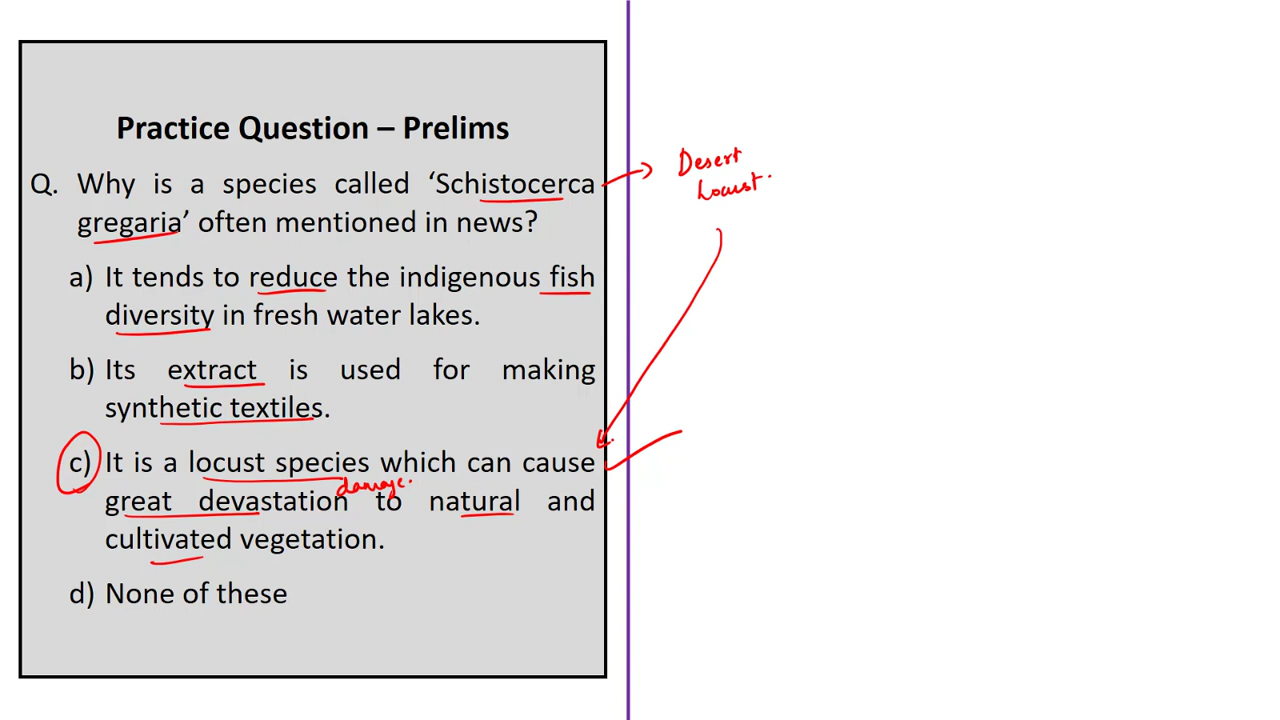 Practice Question – Prelims
Q. Why is a species called ‘Schistocerca
gregaria’ often mentioned in news?
Desert
Locust.
a) It tends to reduce the indigenous fish
diversity in fresh water lakes.
b) Its extract is used for making
synthetic textiles.
c) It is a locust species which can cause
damage.
great devastation to natural and
cultivated vegetation.
d) None of these